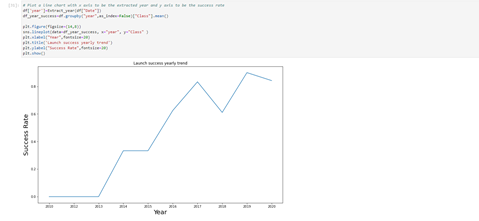 # Plot a line chart with x axis to be the extracted year and y axis to be the success rate
df['year']=Extract_year(df["Date"])
df_year_success=df.groupby("year",as_index=False)["Class"].mean()
plt.figure(figsize=(14,8))
sns.lineplot(data=df_year_success, x="year", y="Class" )
plt.xlabel("Year",fontsize=20)
plt.title('Launch success yearly trend')
plt.ylabel("Success Rate",fontsize=20)
plt.show()
Launch success yearly trend
Success Rate
0.8
0.6
0.4
0.2
0.0
2010 2012 2013 2014 2015 2016 2017 2018 2019 2020
Year